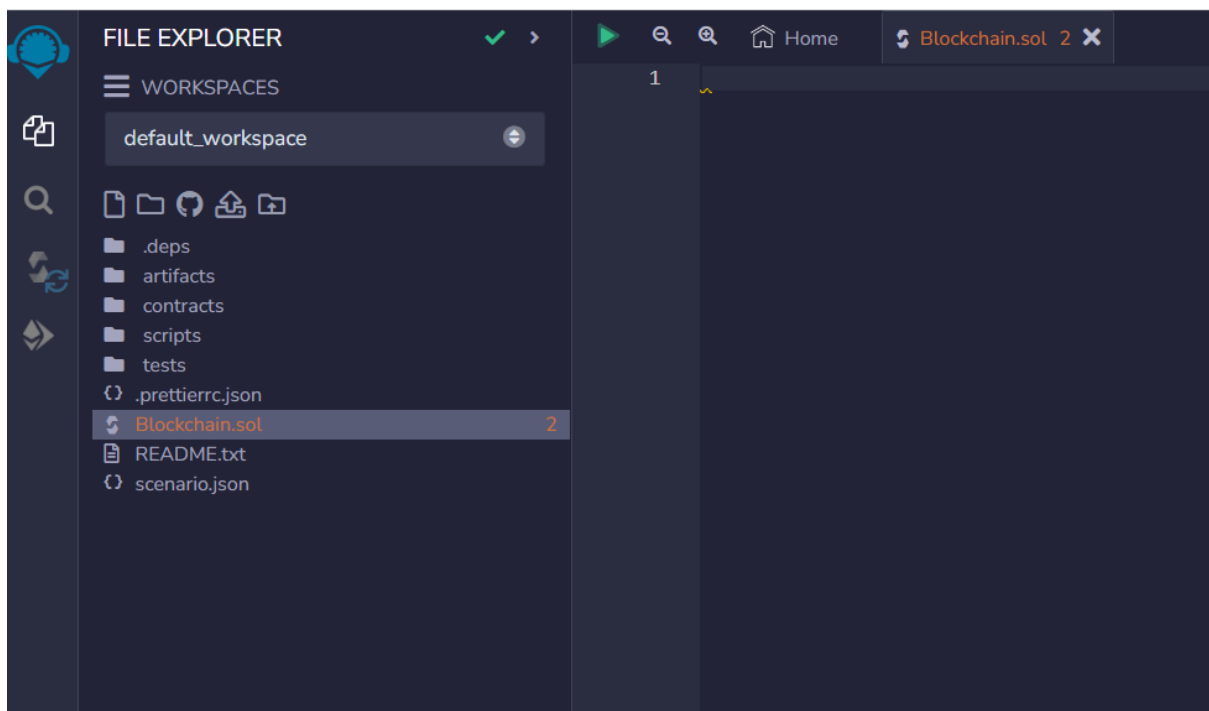 FILE EXPLORER
WORKSPACES
default_workspace
.deps
artifacts
contracts
scripts
tests
.prettierrc.json
Blockchain.sol 2
README.txt
scenario.json
Home
Blockchain.sol 2
1